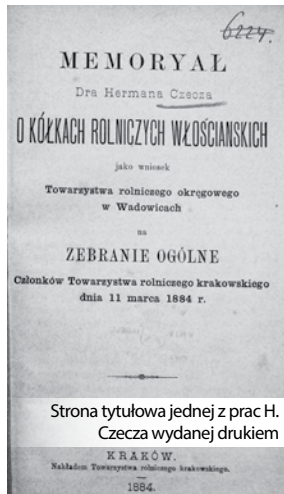 6224.
MEMORYAŁ
Dra Hermana Czecza
O KÓŁKACH ROLNICZYCH WŁOŚCIAŃSKICH
jako wniosek
Towarzystwa rolniczego okręgowego
w Wadowicach
na
ZEBRANIE OGÓLNE
Członków Towarzystwa rolniczego krakowskiego
dnia 11 marca 1884 r.
Strona tytułowa jednej z prac H.
Czecza wydanej drukiem
KRAKÓW.
Nakładem Towarzystwa rolniczego krakowskiego.
1884.